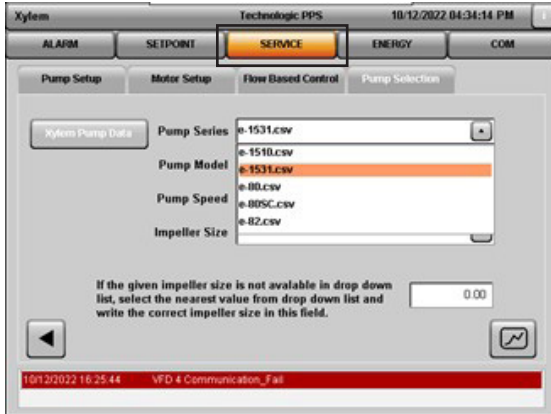 Xylem Technologic PPS 10/12/2022 04:34:14 PM
ALARM SETPOINT SERVICE ENERGY COM
Pump Setup Motor Setup Flow Based Control Pump Selection
Xylem Pump Data Pump Series e-1531.csv
e-1510.csv
Pump Model e-1531.csv
e-80.csv
Pump Speed e-80SC.csv
e-82.csv
Impeller Size
If the given impeller size is not avalable in drop down
list, select the nearest value from drop down list and 0.00
write the correct impeller size in this field.
10/12/2022 16:25:44 VFD 4 Communication_Fail